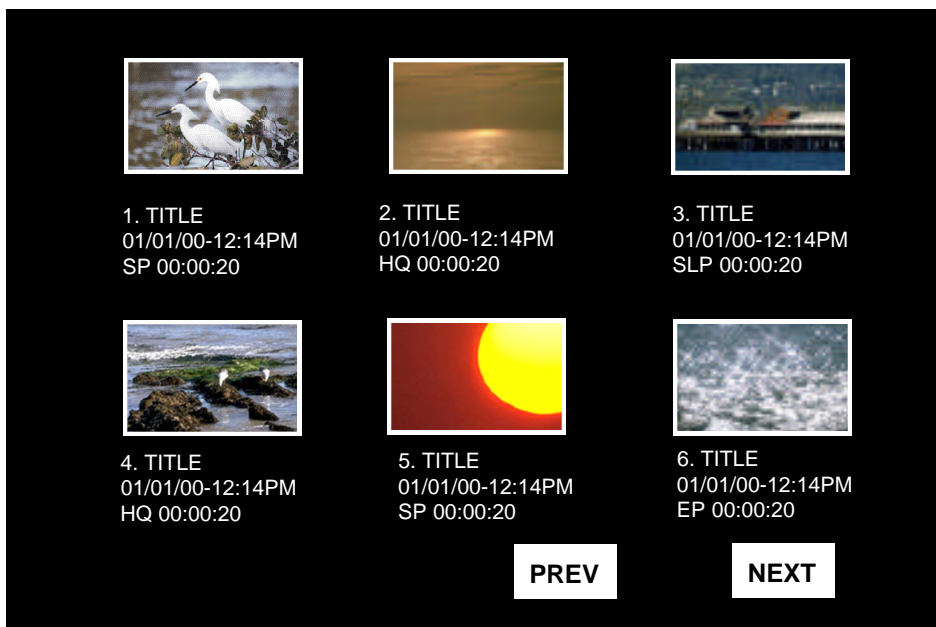 1. TITLE
01/01/00-12:14PM
SP 00:00:20
2. TITLE
01/01/00-12:14PM
HQ 00:00:20
3. TITLE
01/01/00-12:14PM
SLP 00:00:20
4. TITLE
01/01/00-12:14PM
HQ 00:00:20
5. TITLE
01/01/00-12:14PM
SP 00:00:20
6. TITLE
01/01/00-12:14PM
EP 00:00:20
PREV
NEXT